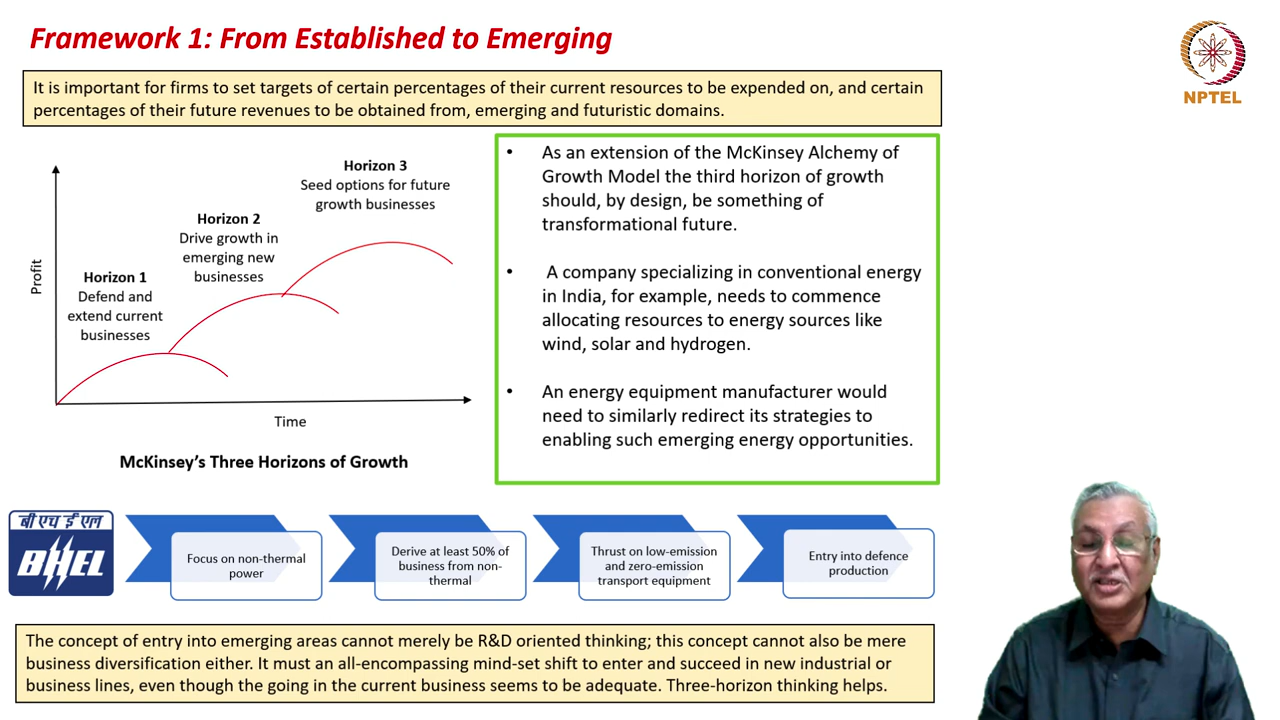 Framework 1: From Established to Emerging
NPTEL
It is important for firms to set targets of certain percentages of their current resources to be expended on, and certain
percentages of their future revenues to be obtained from, emerging and futuristic domains.
Horizon 3
Seed options for future
growth businesses
Horizon 2
Drive growth in
emerging new
businesses
Horizon 1
Defend and
extend current
businesses
Profit
Time
McKinsey's Three Horizons of Growth
• As an extension of the McKinsey Alchemy of
Growth Model the third horizon of growth
should, by design, be something of
transformational future.
• A company specializing in conventional energy
in India, for example, needs to commence
allocating resources to energy sources like
wind, solar and hydrogen.
• An energy equipment manufacturer would
need to similarly redirect its strategies to
enabling such emerging energy opportunities.
बी एच ई एल
BHEL
Focus on non-thermal
power
Derive at least 50% of
business from non-
thermal
Thrust on low-emission
and zero-emission
transport equipment
Entry into defence
production
The concept of entry into emerging areas cannot merely be R&D oriented thinking; this concept cannot also be mere
business diversification either. It must an all-encompassing mind-set shift to enter and succeed in new industrial or
business lines, even though the going in the current business seems to be adequate. Three-horizon thinking helps.